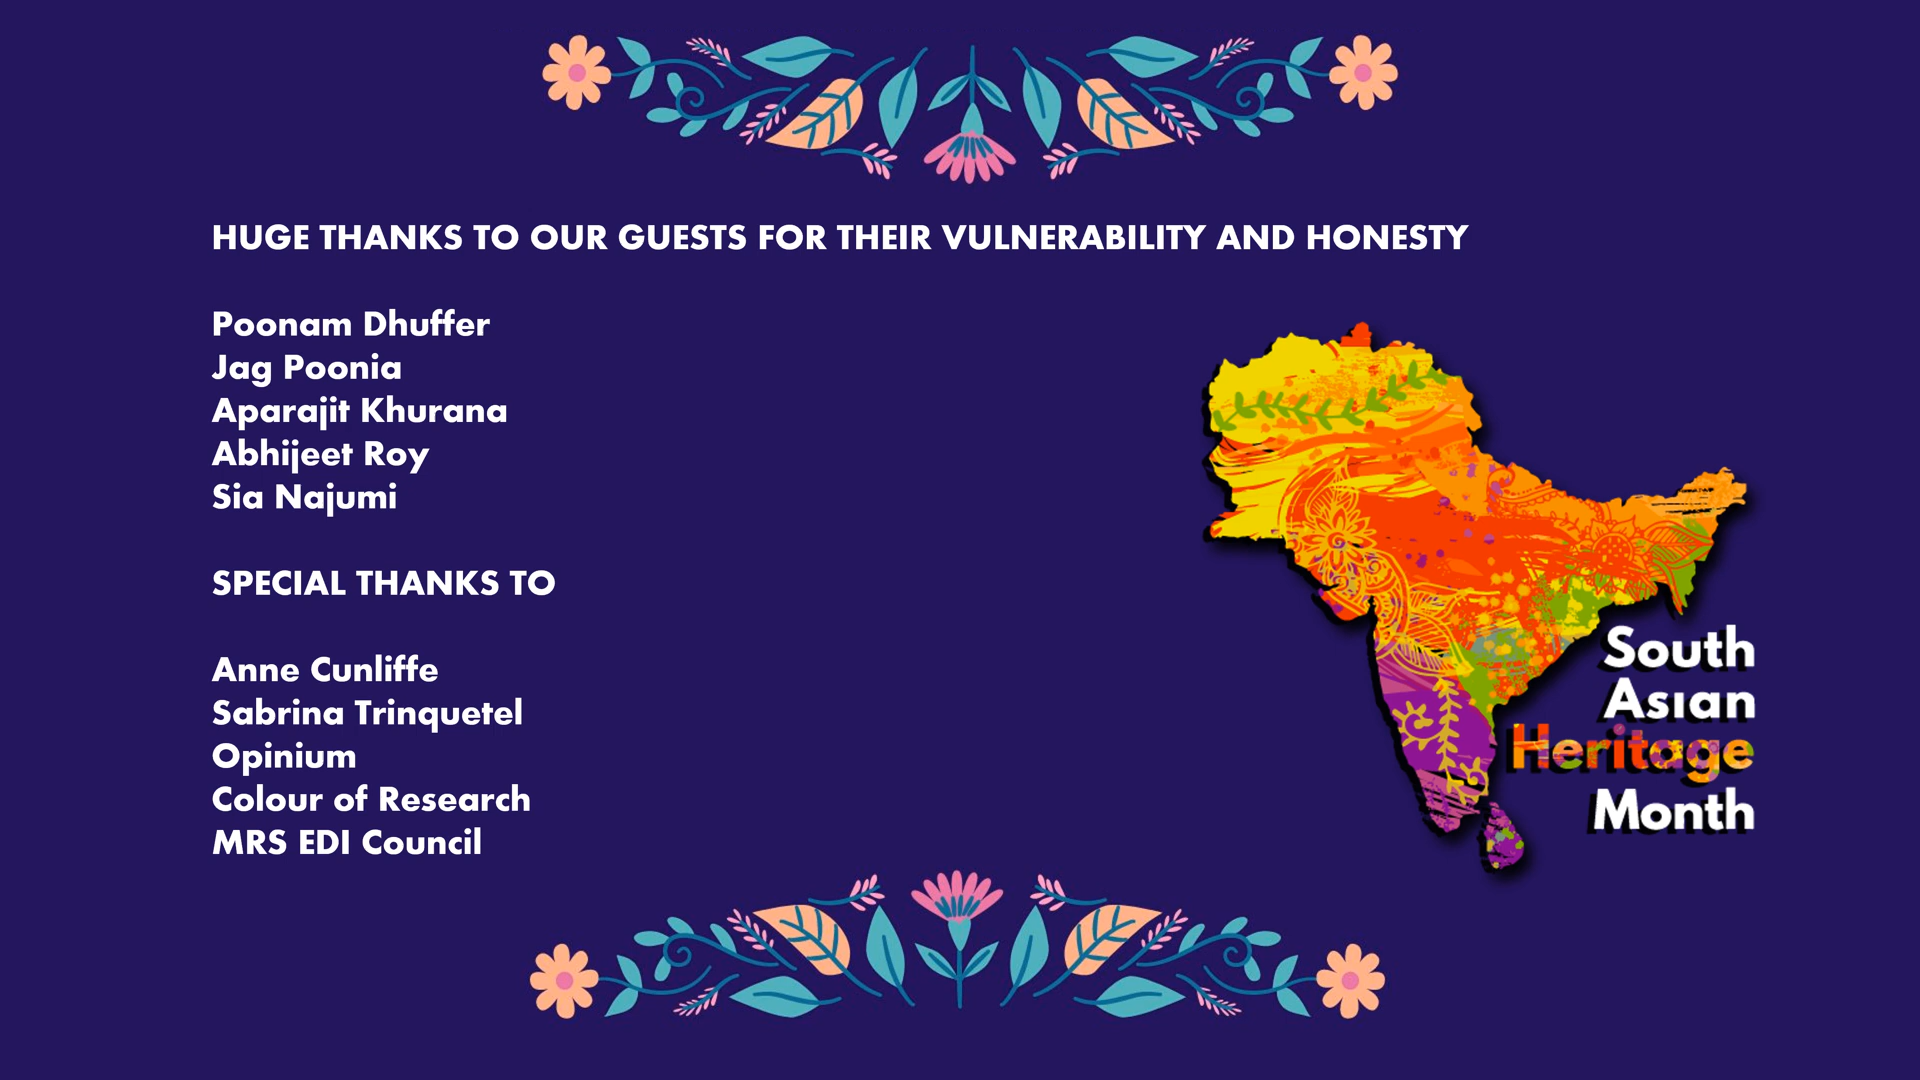 HUGE THANKS TO OUR GUESTS FOR THEIR VULNERABILITY AND HONESTY
Poonam Dhuffer
Jag Poonia
Aparajit Khurana
Abhijeet Roy
Sia Najumi
SPECIAL THANKS TO
Anne Cunliffe
Sabrina Trinquetel
Opinium
Colour of Research
MRS EDI Council
South
Asıan
Heritage
Month